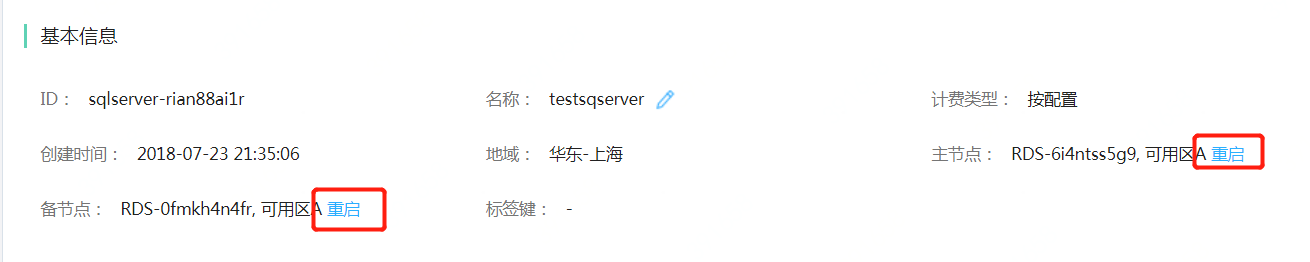 基本信息
ID： sqlserver-rian88ai1r 名称： testsqserver 计费类型： 按配置
创建时间： 2018-07-23 21:35:06 地域： 华东-上海 主节点： RDS-6i4ntss5g9, 可用区A 重启
备节点： RDS-0fmkh4n4fr, 可用区A 重启 标签键： -